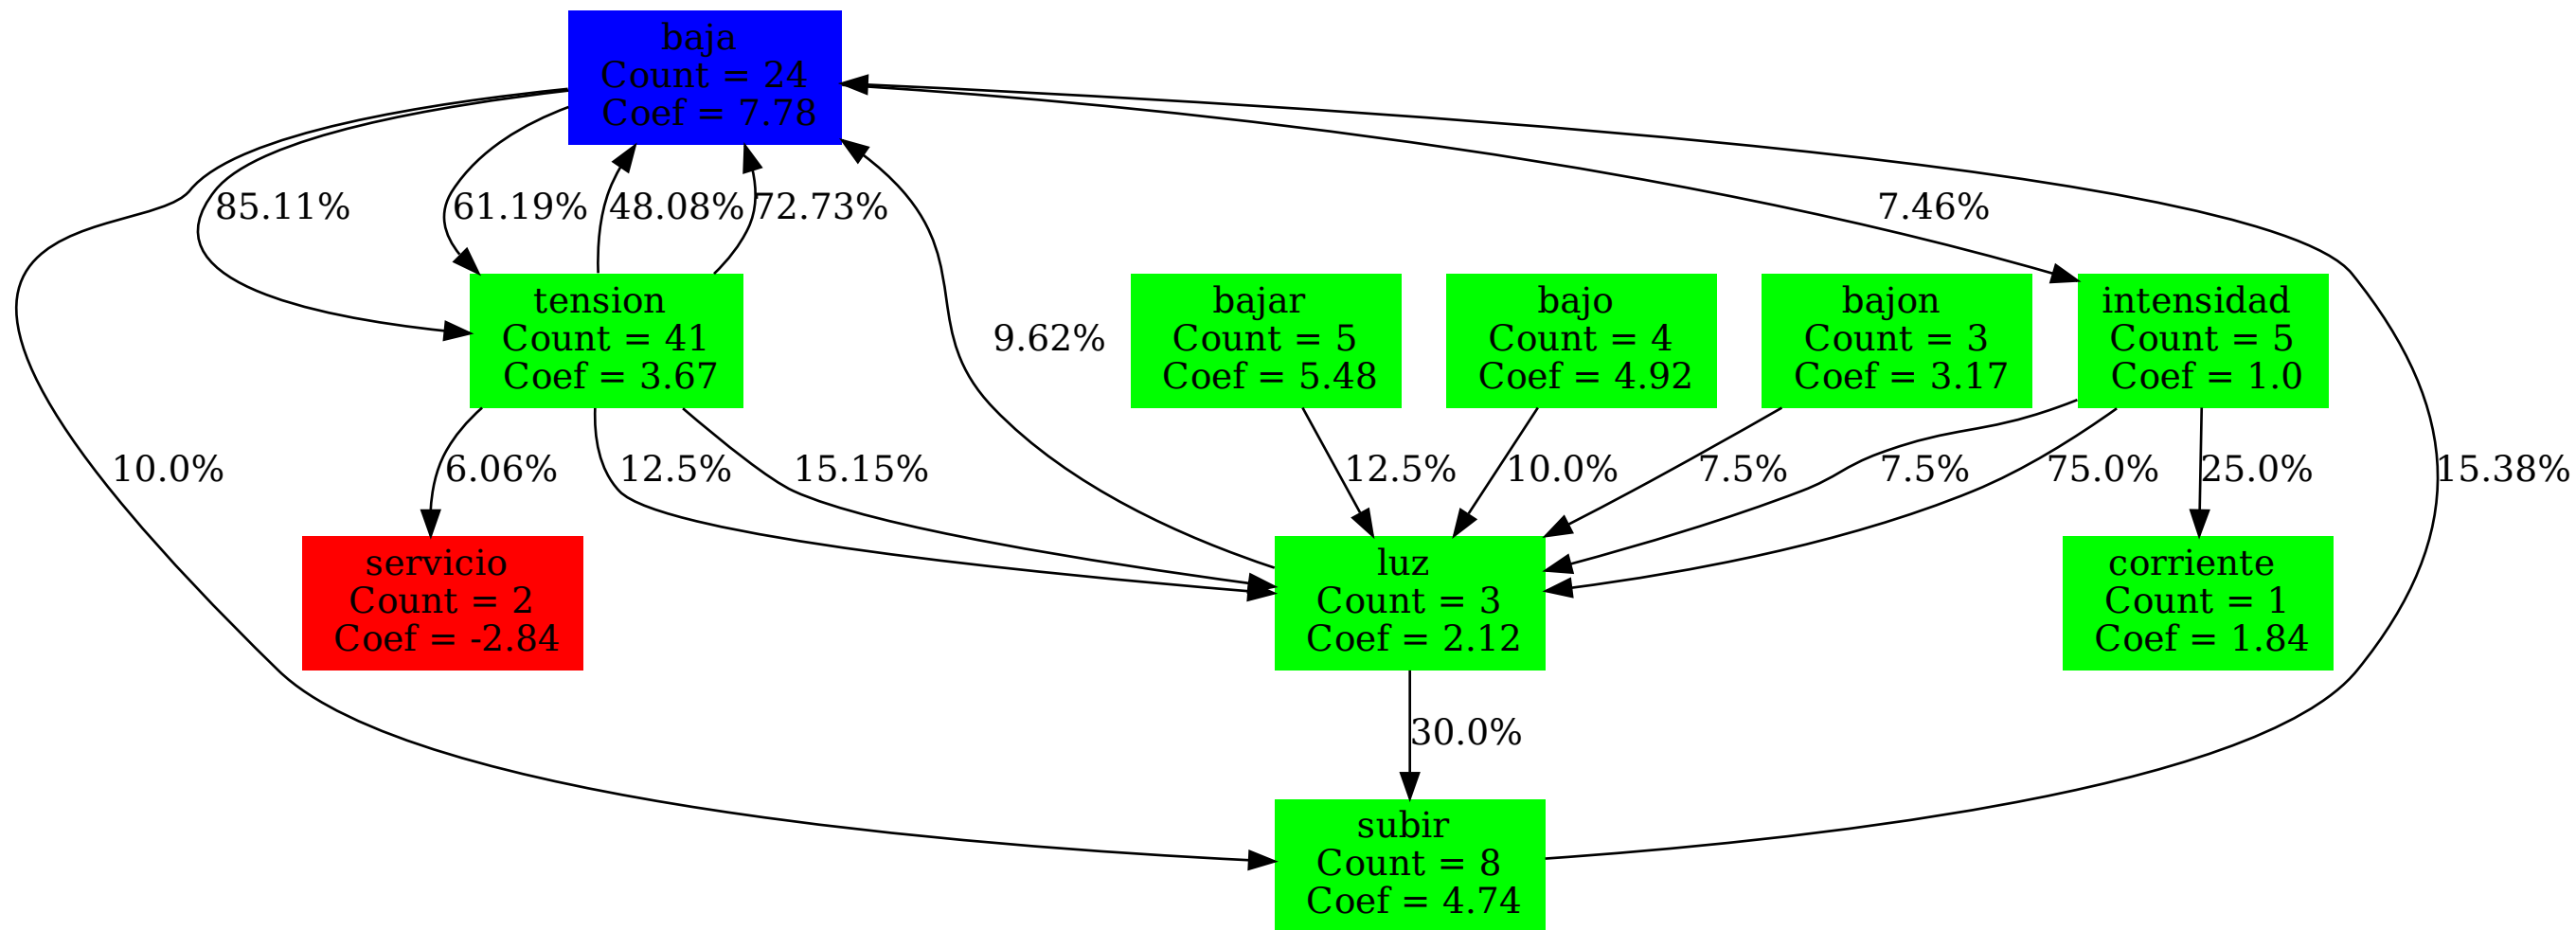 baja
Count = 24
Coef = 7.78
85.11%
61.19%
48.08%
72.73%
7.46%
tension
Count = 41
Coef = 3.67
9.62%
bajar
Count = 5
Coef = 5.48
bajo
Count = 4
Coef = 4.92
bajon
Count = 3
Coef = 3.17
intensidad
Count = 5
Coef = 1.0
10.0%
6.06%
12.5%
15.15%
12.5%
10.0%
7.5%
7.5%
75.0%
25.0%
15.38%
servicio
Count = 2
Coef = -2.84
luz
Count = 3
Coef = 2.12
corriente
Count = 1
Coef = 1.84
30.0%
subir
Count = 8
Coef = 4.74